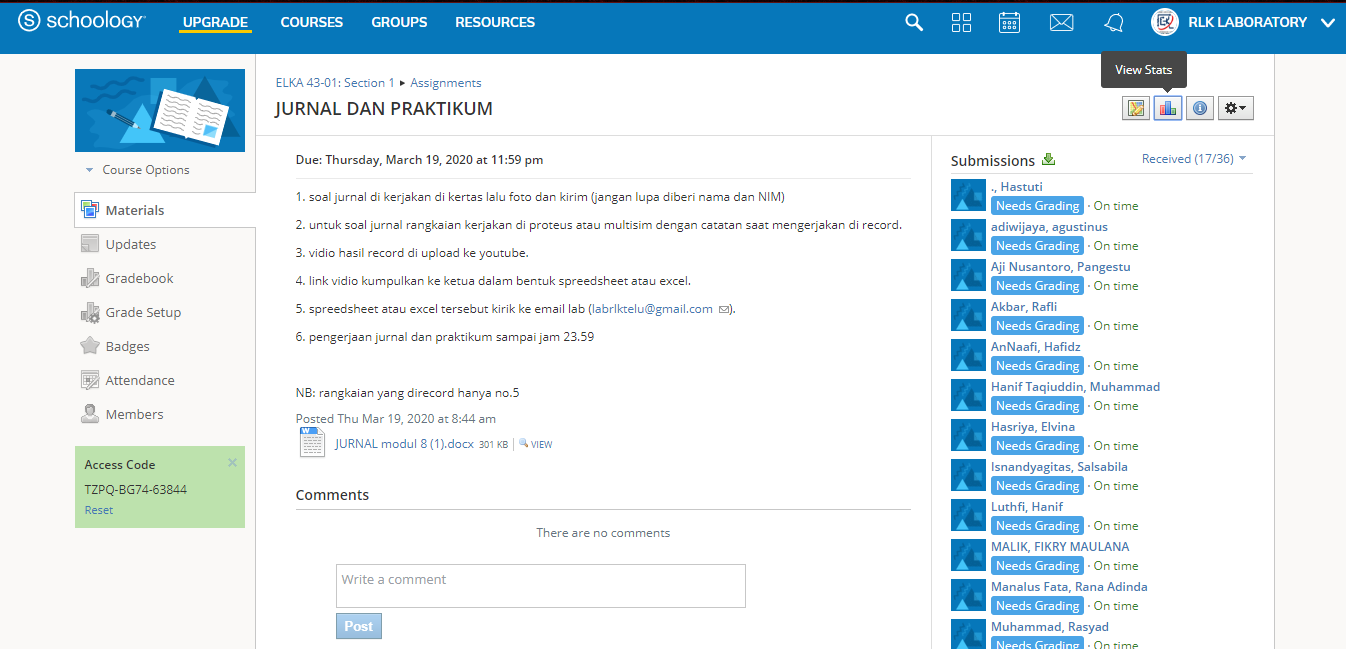 schoology
UPGRADE
COURSES
GROUPS
RESOURCES
RLK LABORATORY
View Stats
ELKA 43-01: Section 1 ▸ Assignments
JURNAL DAN PRAKTIKUM
Course Options
Materials
Updates
Gradebook
Grade Setup
Badges
Attendance
Members
Access Code
TZPQ-BG74-63844
Reset
Due: Thursday, March 19, 2020 at 11:59 pm
1. soal jurnal di kerjakan di kertas lalu foto dan kirim (jangan lupa diberi nama dan NIM)
2. untuk soal jurnal rangkaian kerjakan di proteus atau multisim dengan catatan saat mengerjakan di record.
3. vidio hasil record di upload ke youtube.
4. link vidio kumpulkan ke ketua dalam bentuk spreedsheet atau excel.
5. spreedsheet atau excel tersebut kirik ke email lab (labrlktelu@gmail.com ).
6. pengerjaan jurnal dan praktikum sampai jam 23.59
NB: rangkaian yang direcord hanya no.5
Posted Thu Mar 19, 2020 at 8:44 am
JURNAL modul 8 (1).docx 301 KB VIEW
Comments
There are no comments
Write a comment
Post
Submissions
Received (17/36)
., Hastuti
Needs Grading · On time
adiwijaya, agustinus
Needs Grading · On time
Aji Nusantoro, Pangestu
Needs Grading · On time
Akbar, Rafli
Needs Grading · On time
AnNaafi, Hafidz
Needs Grading · On time
Hanif Taqiuddin, Muhammad
Needs Grading · On time
Hasriya, Elvina
Needs Grading · On time
Isnandyagitas, Salsabila
Needs Grading · On time
Luthfi, Hanif
Needs Grading · On time
MALIK, FIKRY MAULANA
Needs Grading · On time
Manalus Fata, Rana Adinda
Needs Grading · On time
Muhammad, Rasyad
Needs Grading · On time